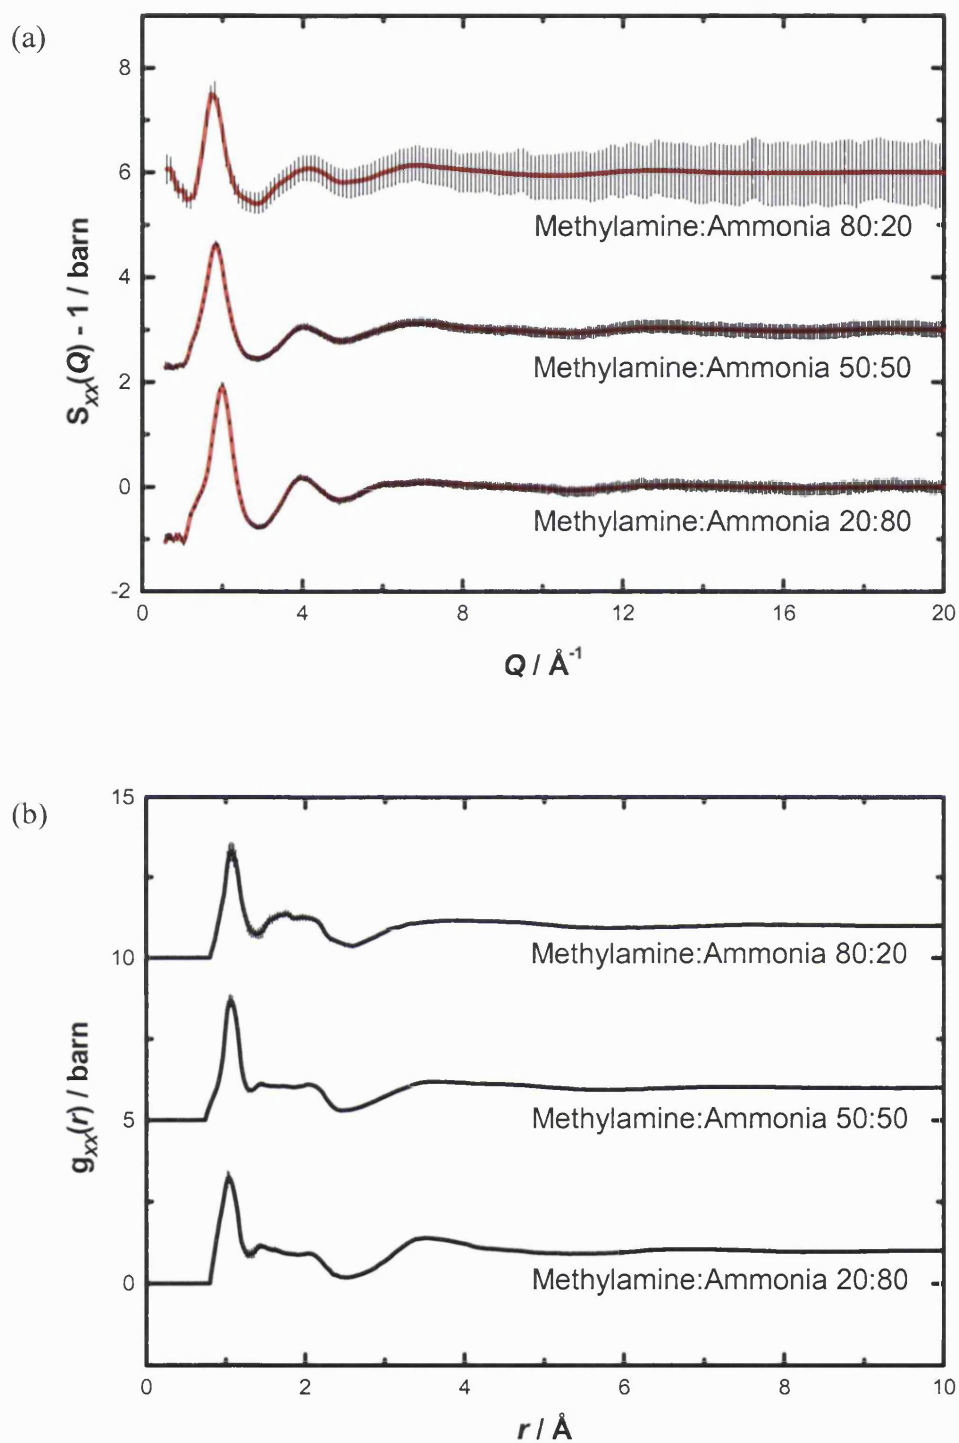 (a)
8
6
4
2
0
-2
S_xx(Q) - 1 / barn
Methylamine:Ammonia 80:20
Methylamine:Ammonia 50:50
Methylamine:Ammonia 20:80
0 4 8 12 16 20
Q / Å⁻¹
(b)
15
10
5
0
g_xx(r) / barn
Methylamine:Ammonia 80:20
Methylamine:Ammonia 50:50
Methylamine:Ammonia 20:80
0 2 4 6 8 10
r / Å